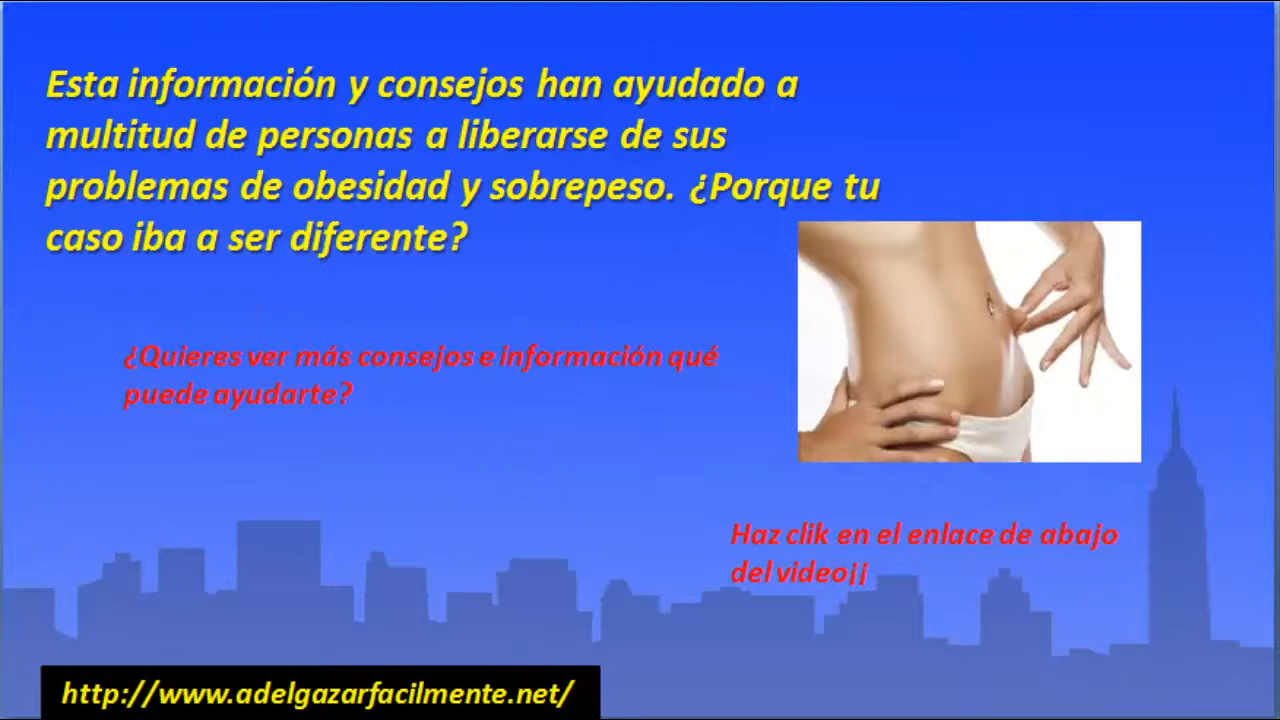 Esta información y consejos han ayudado a
multitud de personas a liberarse de sus
problemas de obesidad y sobrepeso. ¿Porque tu
caso iba a ser diferente?
¿Quieres ver más consejos e información qué
puede ayudarte?
Haz clik en el enlace de abajo
del video¡¡
http://www.adelgazarfacilmente.net/